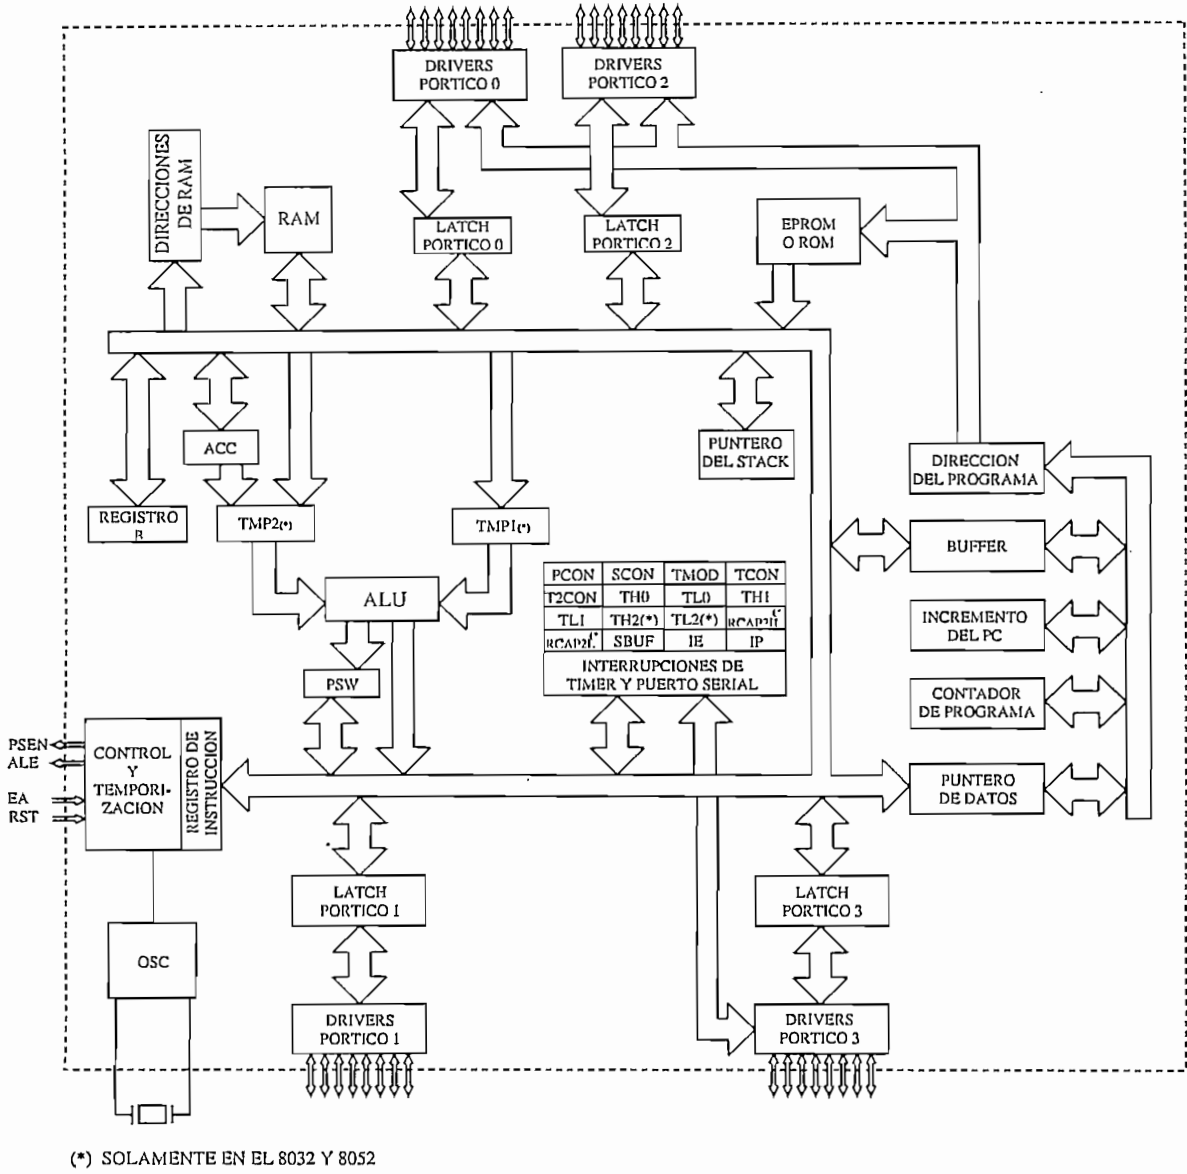 DRIVERS
PORTICO 0
DRIVERS
PORTICO 2
DIRECCIONES
DE RAM
RAM
LATCH
PORTICO 0
LATCH
PORTICO 2
EPROM
O ROM
ACC
PUNTERO
DEL STACK
DIRECCION
DEL PROGRAMA
REGISTRO
B
TMP2(*)
TMP1(*)
BUFFER
ALU
PCON SCON TMOD TCON
T2CON TH0 TL0 TH1
TL1 TH2(*) TL2(*)
SBUF IE IP
INTERRUPCIONES DE
TIMER Y PUERTO SERIAL
INCREMENTO
DEL PC
PSW
CONTADOR
DE PROGRAMA
PSEN
ALE
EA
RST
CONTROL
Y
TEMPORI-
ZACION
REGISTRO DE
INSTRUCCION
PUNTERO
DE DATOS
LATCH
PORTICO 1
LATCH
PORTICO 3
OSC
DRIVERS
PORTICO 1
DRIVERS
PORTICO 3
(*) SOLAMENTE EN EL 8032 Y 8052